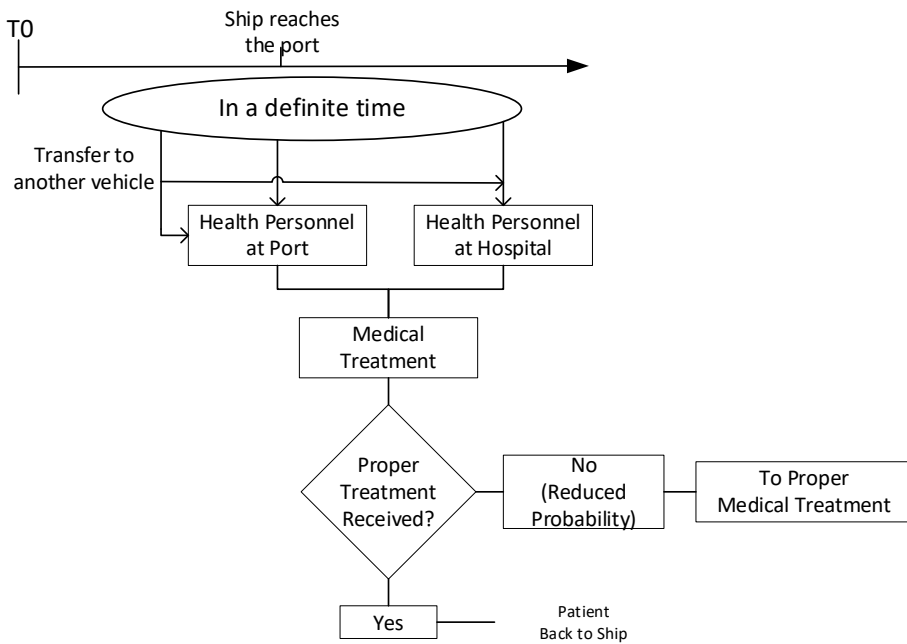 T0
Ship reaches
the port
In a definite time
Transfer to
another vehicle
Health Personnel
at Port
Health Personnel
at Hospital
Medical
Treatment
Proper
Treatment
Received?
No
(Reduced
Probability)
To Proper
Medical Treatment
Yes
Patient
Back to Ship